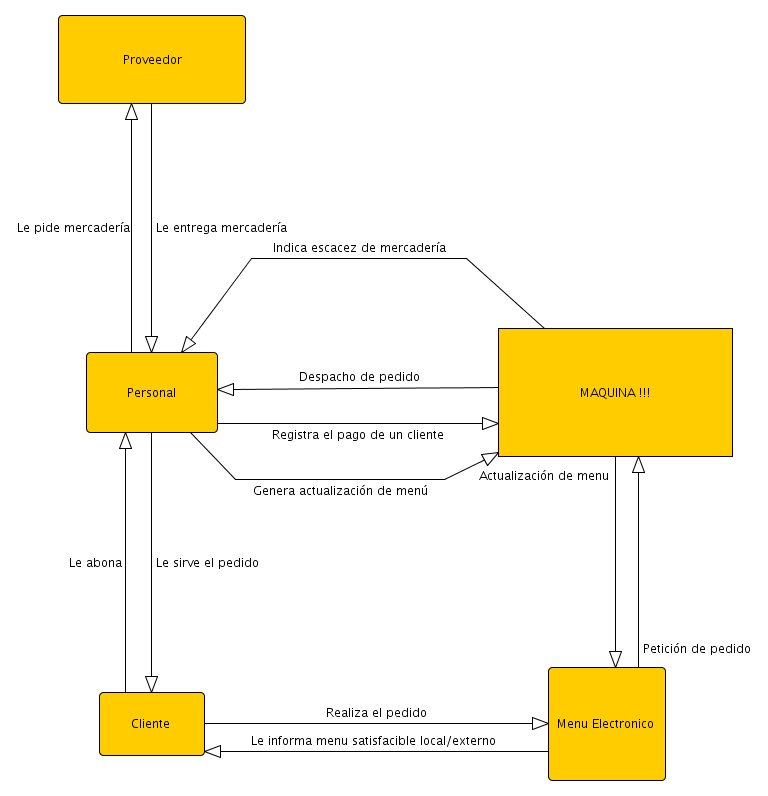 Proveedor
Le pide mercadería
Le entrega mercadería
Indica escacez de mercadería
Despacho de pedido
Personal
MAQUINA !!!
Registra el pago de un cliente
Actualización de menu
Genera actualización de menú
Le abona
Le sirve el pedido
Petición de pedido
Realiza el pedido
Cliente
Menu Electronico
Le informa menu satisfacible local/externo